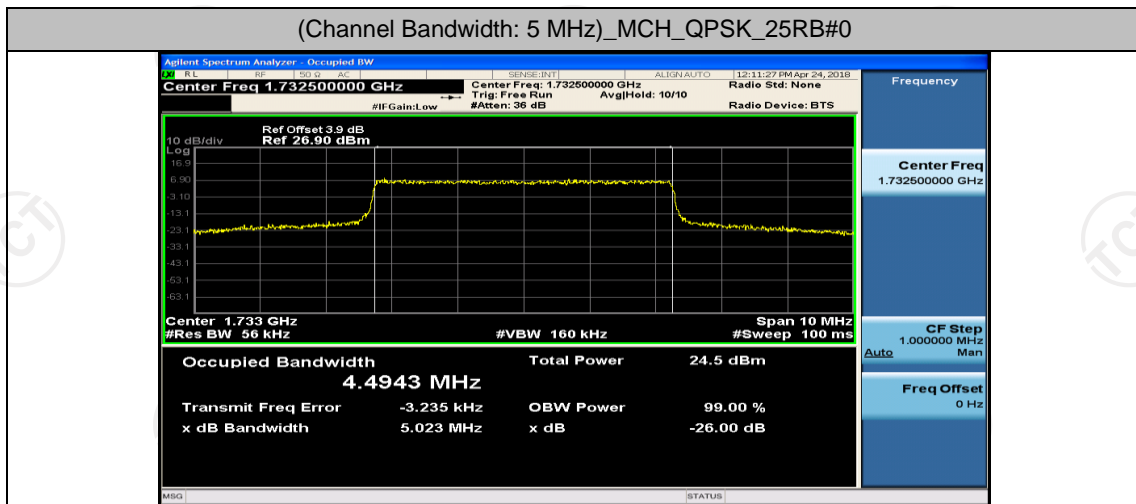 (Channel Bandwidth: 5 MHz)_MCH_QPSK_25RB#0
Agilent Spectrum Analyzer - Occupied BW
LXI RL RF 50 Ω AC SENSE:INT ALIGN AUTO 12:11:27 PM Apr 24, 2018
Center Freq 1.732500000 GHz
Center Freq: 1.732500000 GHz
Radio Std: None
Trig: Free Run Avg|Hold: 10/10
#IFGain:Low #Atten: 36 dB Radio Device: BTS
Frequency
Ref Offset 3.9 dB
10 dB/div Ref 26.90 dBm
Log
16.9
6.90
-3.10
-13.1
-23.1
-33.1
-43.1
-53.1
-63.1
Center 1.733 GHz Span 10 MHz
#Res BW 56 kHz #VBW 160 kHz #Sweep 100 ms
Occupied Bandwidth Total Power 24.5 dBm
4.4943 MHz
Transmit Freq Error -3.235 kHz OBW Power 99.00 %
x dB Bandwidth 5.023 MHz x dB -26.00 dB
Center Freq
1.732500000 GHz
CF Step
1.000000 MHz
Auto Man
Freq Offset
0 Hz
MSG STATUS
TCT
TCT